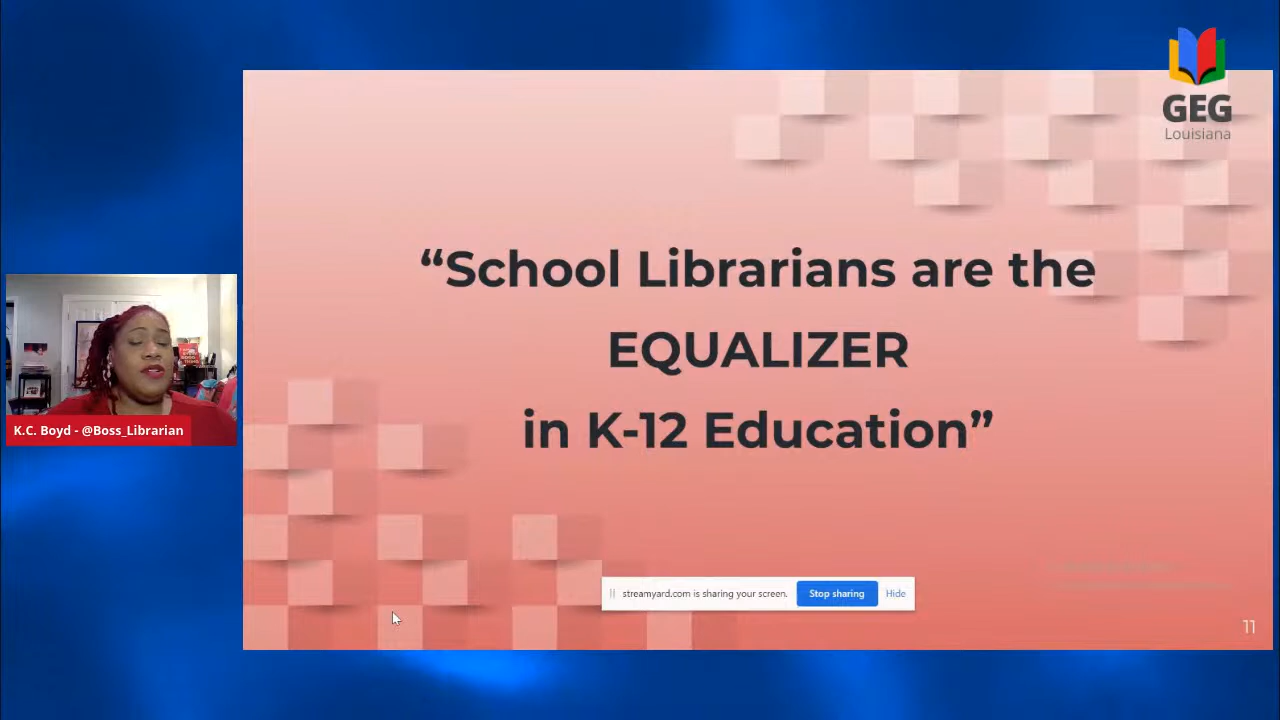 GEG
Louisiana
“School Librarians are the
EQUALIZER
in K-12 Education”
K.C. Boyd - @Boss_Librarian
streamyard.com is sharing your screen. Stop sharing Hide
11